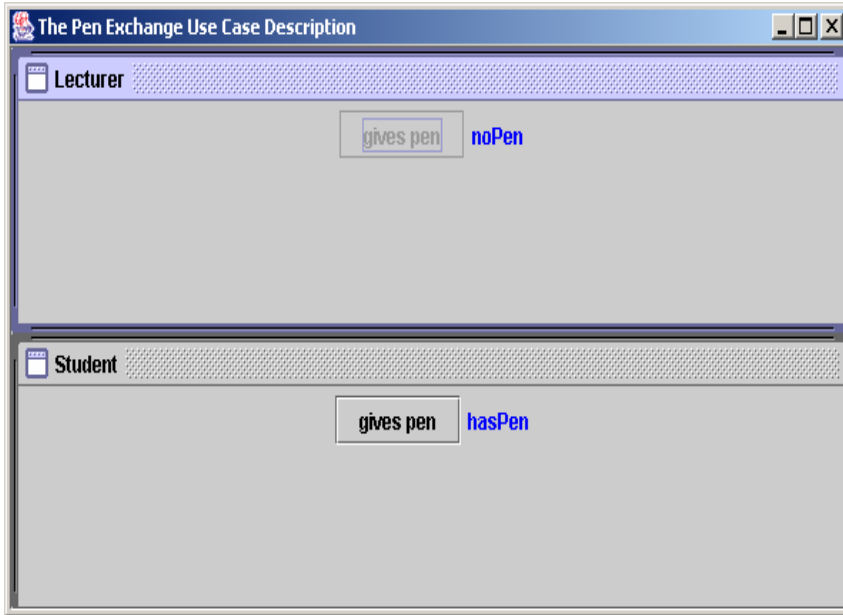 The Pen Exchange Use Case Description
Lecturer
gives pen noPen
Student
gives pen hasPen